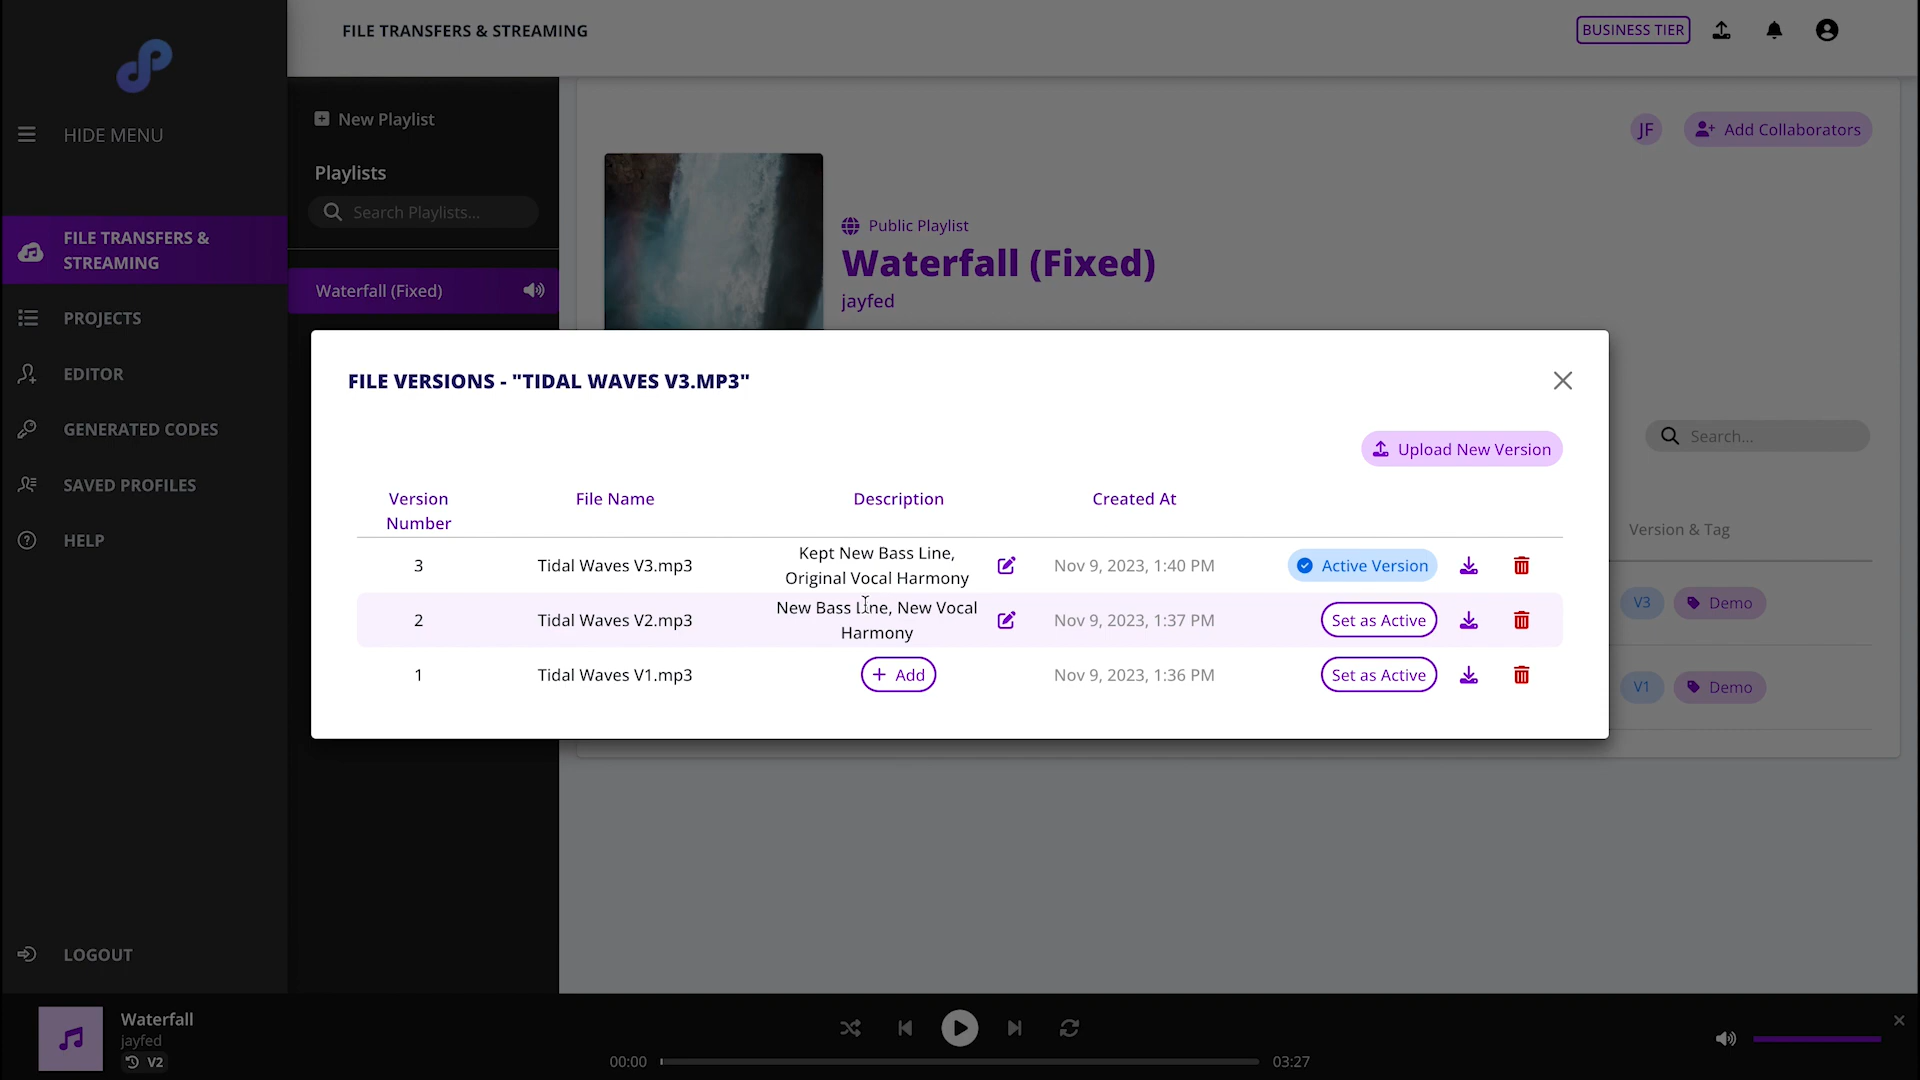 FILE TRANSFERS & STREAMING
BUSINESS TIER
HIDE MENU
FILE TRANSFERS &
STREAMING
PROJECTS
EDITOR
GENERATED CODES
SAVED PROFILES
HELP
LOGOUT
New Playlist
Playlists
Search Playlists...
Waterfall (Fixed)
JF
Add Collaborators
Public Playlist
Waterfall (Fixed)
jayfed
Search...
Version & Tag
V3
Demo
V1
Demo
FILE VERSIONS - "TIDAL WAVES V3.MP3"
Upload New Version
Version
Number
File Name
Description
Created At
3
Tidal Waves V3.mp3
Kept New Bass Line,
Original Vocal Harmony
Nov 9, 2023, 1:40 PM
Active Version
2
Tidal Waves V2.mp3
New Bass Line, New Vocal
Harmony
Nov 9, 2023, 1:37 PM
Set as Active
1
Tidal Waves V1.mp3
Add
Nov 9, 2023, 1:36 PM
Set as Active
Waterfall
jayfed
V2
00:00
03:27